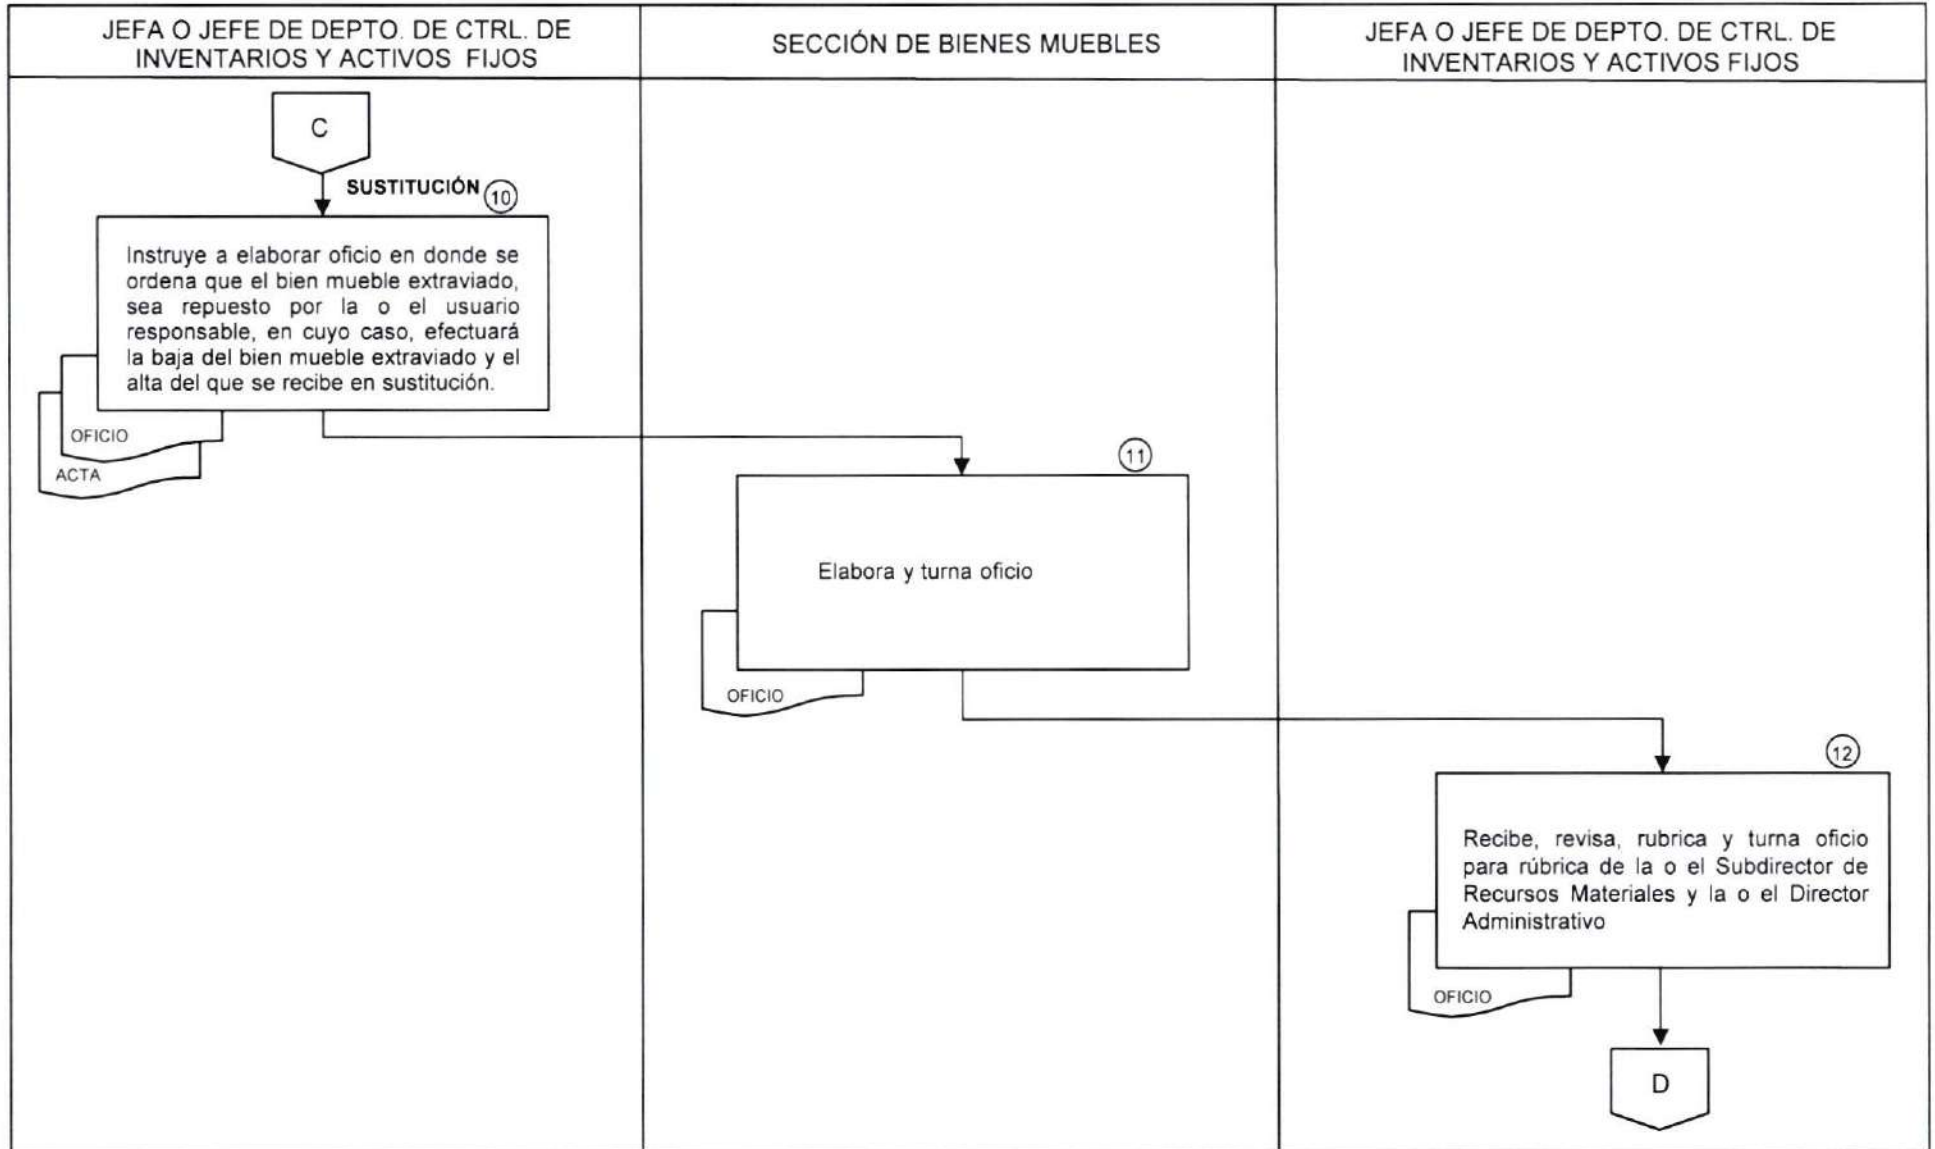 JEFA O JEFE DE DEPTO. DE CTRL. DE
INVENTARIOS Y ACTIVOS FIJOS
SECCIÓN DE BIENES MUEBLES
JEFA O JEFE DE DEPTO. DE CTRL. DE
INVENTARIOS Y ACTIVOS FIJOS
C
SUSTITUCIÓN
10
Instruye a elaborar oficio en donde se
ordena que el bien mueble extraviado,
sea repuesto por la o el usuario
responsable, en cuyo caso, efectuará
la baja del bien mueble extraviado y el
alta del que se recibe en sustitución.
OFICIO
ACTA
11
Elabora y turna oficio
OFICIO
12
Recibe, revisa, rubrica y turna oficio
para rúbrica de la o el Subdirector de
Recursos Materiales y la o el Director
Administrativo
OFICIO
D